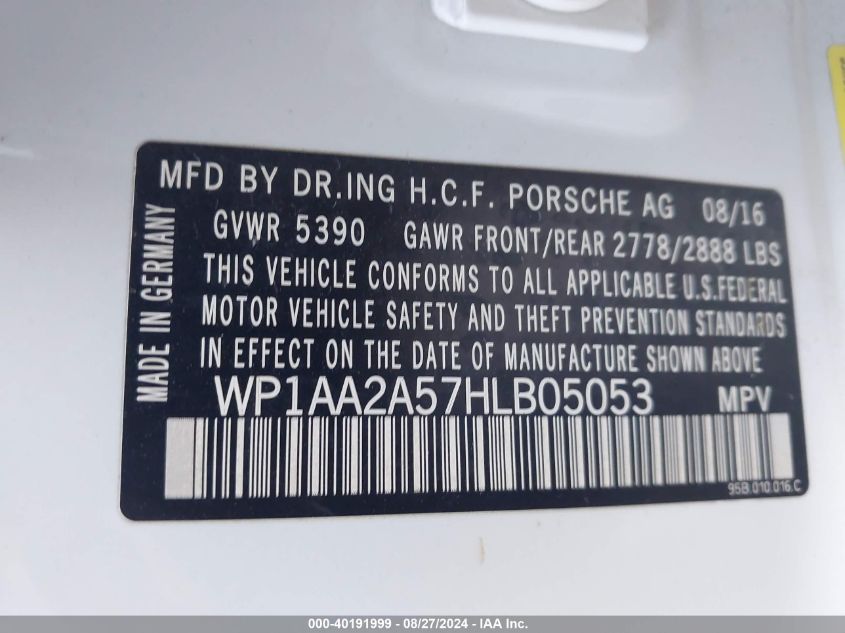 MFD BY DR.ING H.C.F. PORSCHE AG 08/16
GVWR 5390 GAWR FRONT/REAR 2778/2888 LBS
THIS VEHICLE CONFORMS TO ALL APPLICABLE U.S.FEDERAL
MOTOR VEHICLE SAFETY AND THEFT PREVENTION STANDARDS
IN EFFECT ON THE DATE OF MANUFACTURE SHOWN ABOVE
WP1AA2A57HLB05053 MPV
95B.010.016.C
MADE IN GERMANY
000-40191999 - 08/27/2024 - IAA Inc.